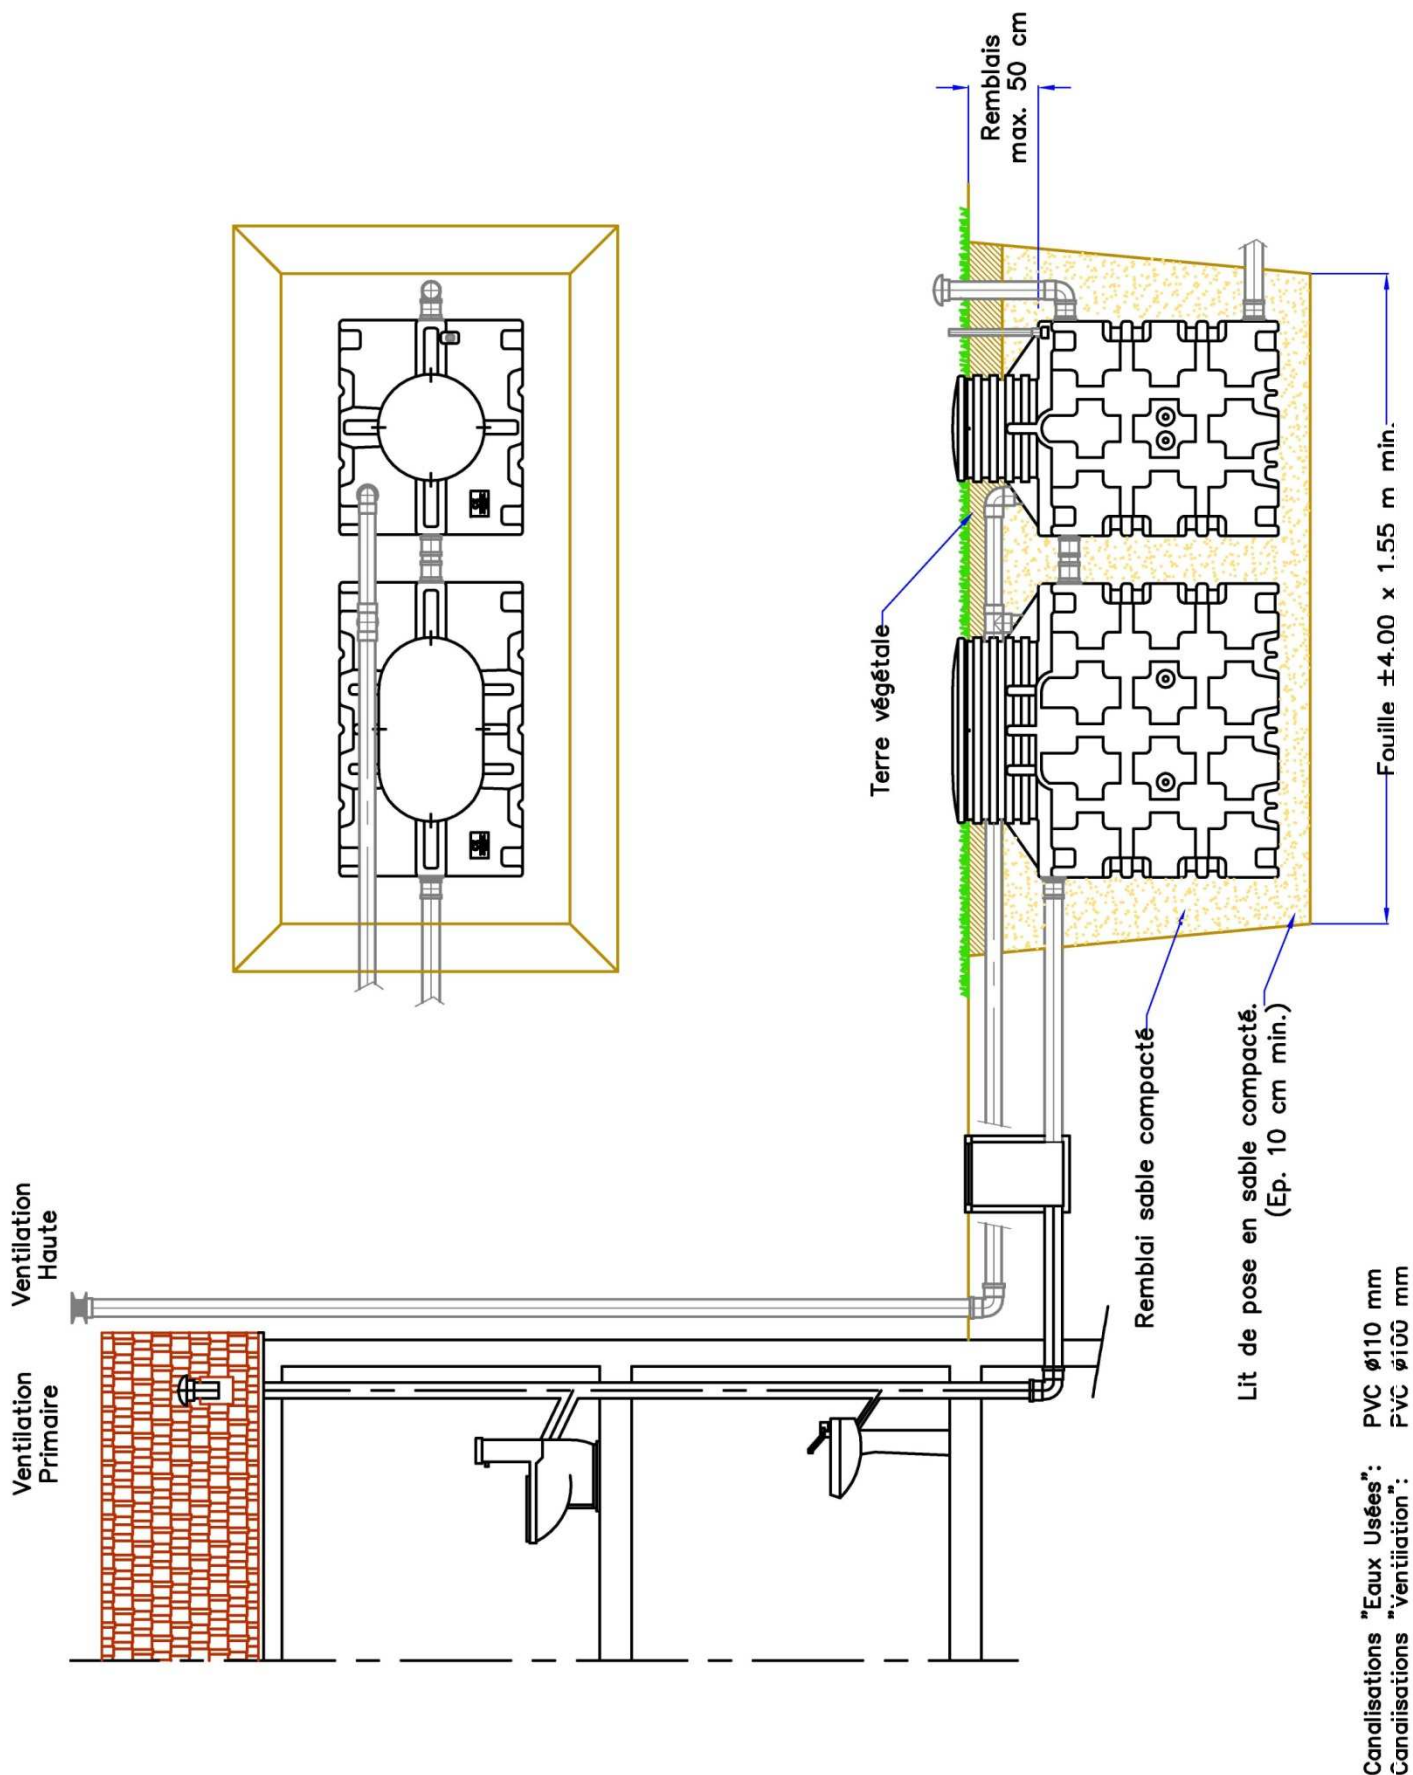 Ventilation
Primaire
Ventilation
Haute
Terre végétale
Remblais
max. 50 cm
Remblai sable compacté
Lit de pose en sable compacté.
(Ep. 10 cm min.)
Fouille ±4.00 x 1.55 m min.
Canalisations "Eaux Usées": PVC ø110 mm
Canalisations "Ventilation": PVC ø100 mm